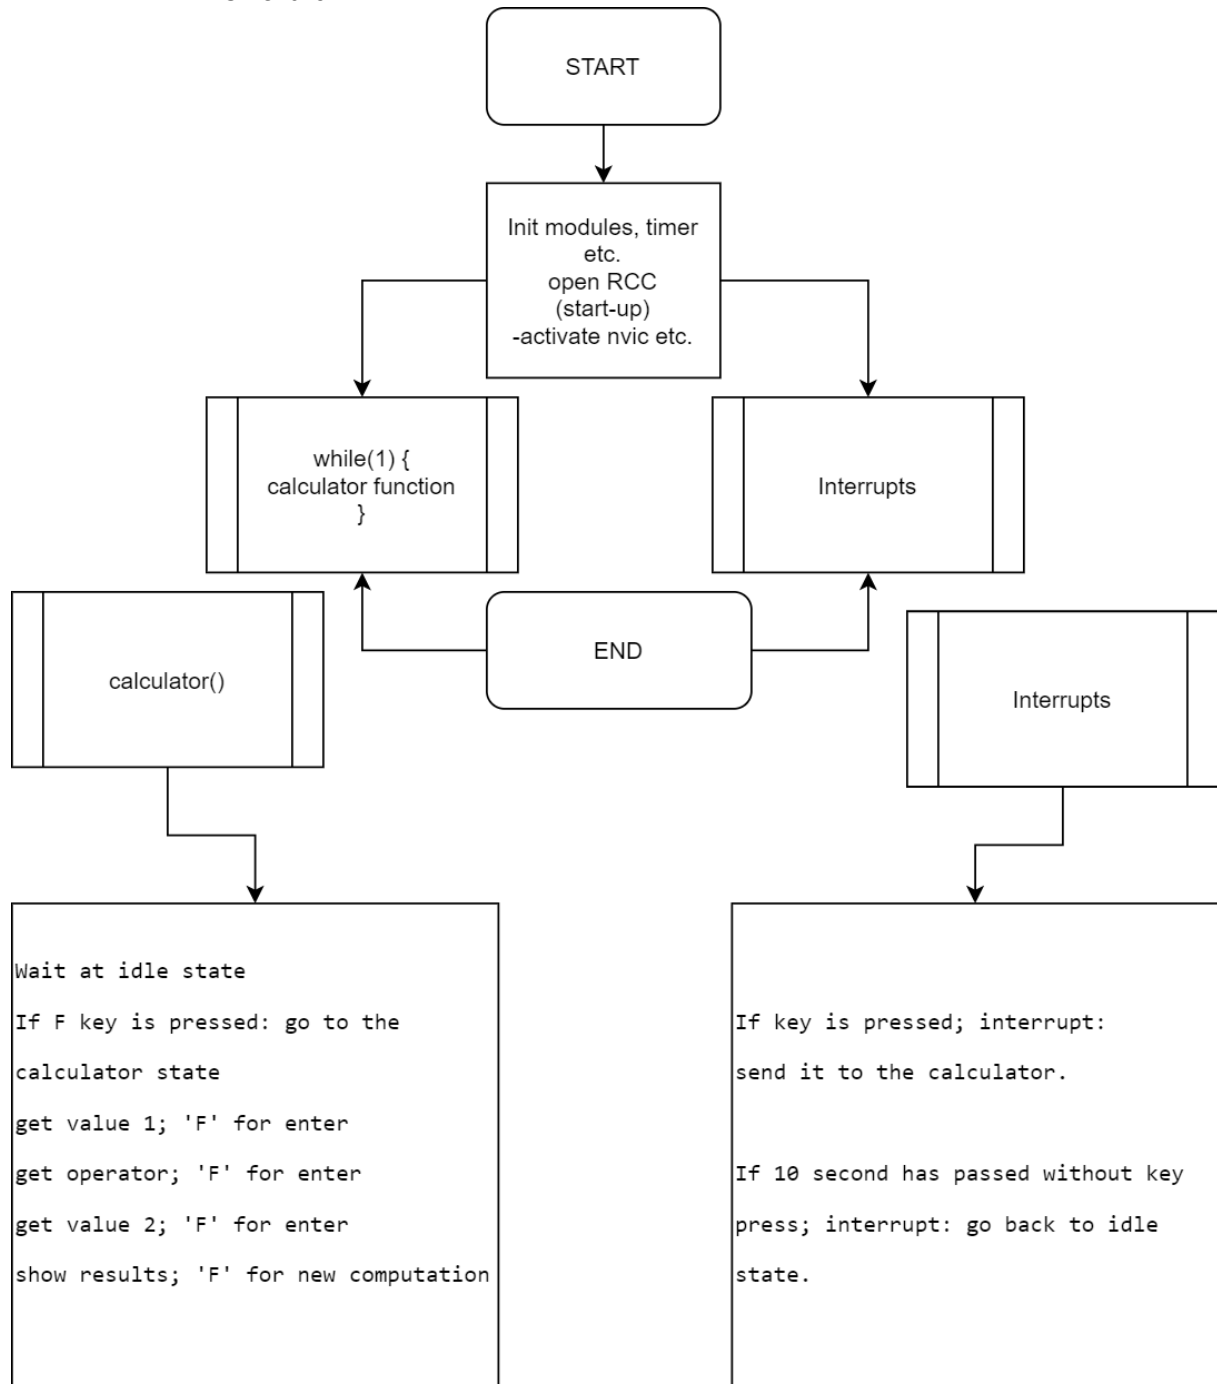 START
Init modules, timer
etc.
open RCC
(start-up)
-activate nvic etc.
while(1) {
calculator function
}
Interrupts
END
calculator()
Interrupts
Wait at idle state
If F key is pressed: go to the
calculator state
get value 1; 'F' for enter
get operator; 'F' for enter
get value 2; 'F' for enter
show results; 'F' for new computation
If key is pressed; interrupt:
send it to the calculator.
If 10 second has passed without key
press; interrupt: go back to idle
state.